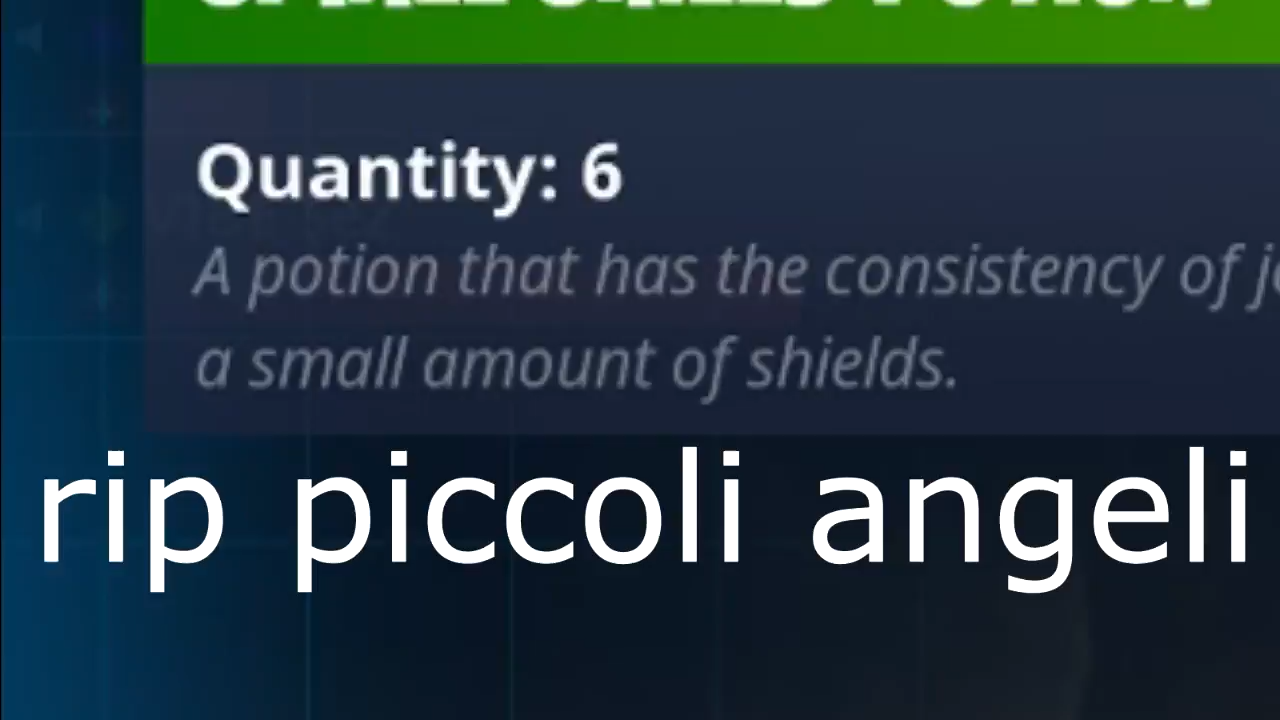 Quantity: 6
A potion that has the consistency of
a small amount of shields.
rip piccoli angeli